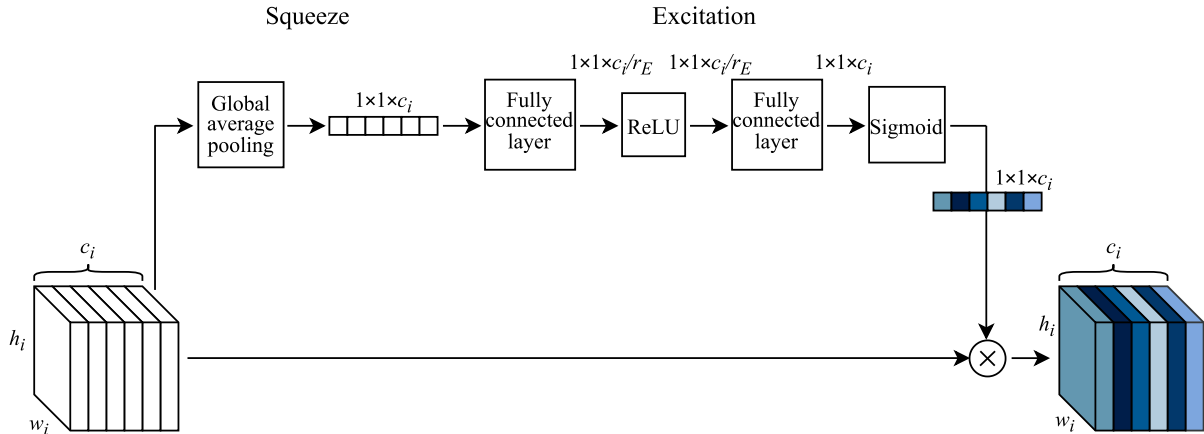 Squeeze
Excitation
1×1×c_i/r_E
1×1×c_i/r_E
1×1×c_i
Global
average
pooling
1×1×c_i
Fully
connected
layer
ReLU
Fully
connected
layer
Sigmoid
1×1×c_i
c_i
h_i
w_i
×
c_i
h_i
w_i